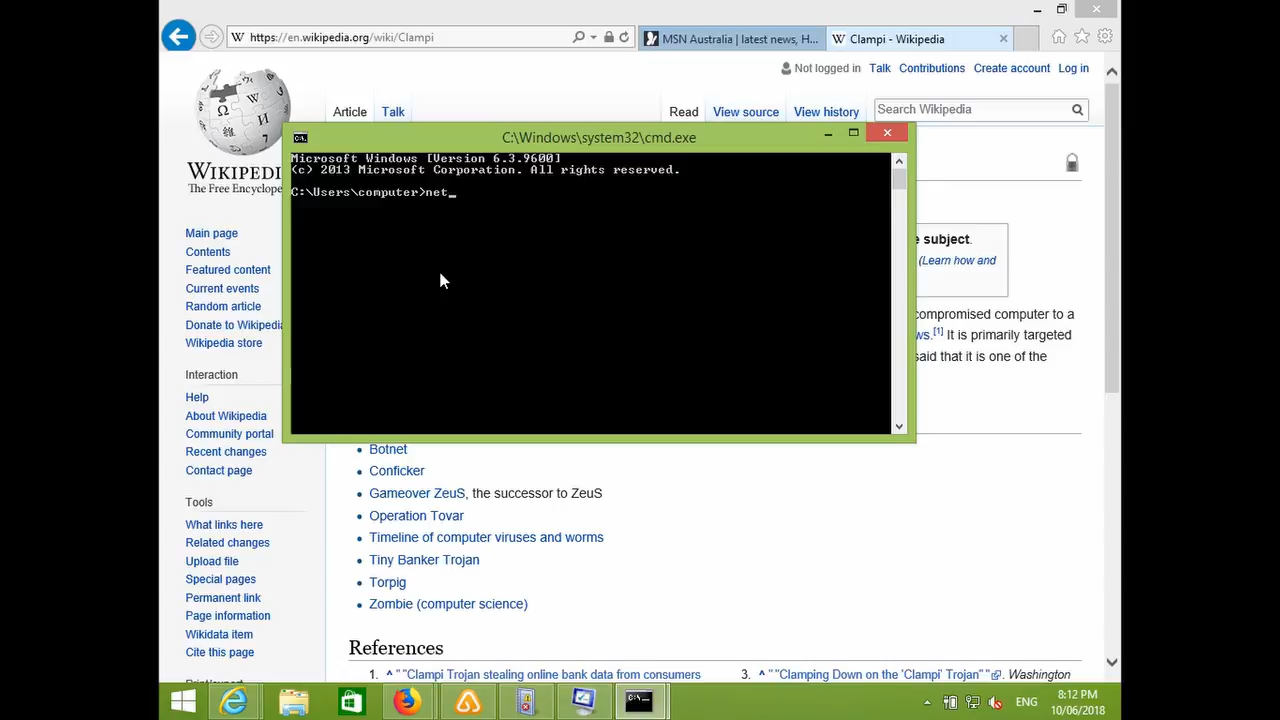 https://en.wikipedia.org/wiki/Clampi
MSN Australia | latest news, H...
Clampi - Wikipedia
Not logged in Talk Contributions Create account Log in
Article Talk Read View source View history Search Wikipedia
WIKIPEDIA
The Free Encyclop
C:\Windows\system32\cmd.exe
Microsoft Windows [Version 6.3.9600]
(c) 2013 Microsoft Corporation. All rights reserved.
C:\Users\computer>net_
Main page
Contents
Featured content
Current events
Random article
Donate to Wikipedia
Wikipedia store
Interaction
Help
About Wikipedia
Community portal
Recent changes
Contact page
Tools
What links here
Related changes
Upload file
Special pages
Permanent link
Page information
Wikidata item
Cite this page
e subject.
(Learn how and
compromised computer to a
ws.[1] It is primarily targeted
said that it is one of the
Botnet
Conficker
Gameover ZeuS, the successor to ZeuS
Operation Tovar
Timeline of computer viruses and worms
Tiny Banker Trojan
Torpig
Zombie (computer science)
References
1. ^ "Clampi Trojan stealing online bank data from consumers
3. ^ "Clamping Down on the 'Clampi' Trojan". Washington
ENG
8:12 PM
10/06/2018